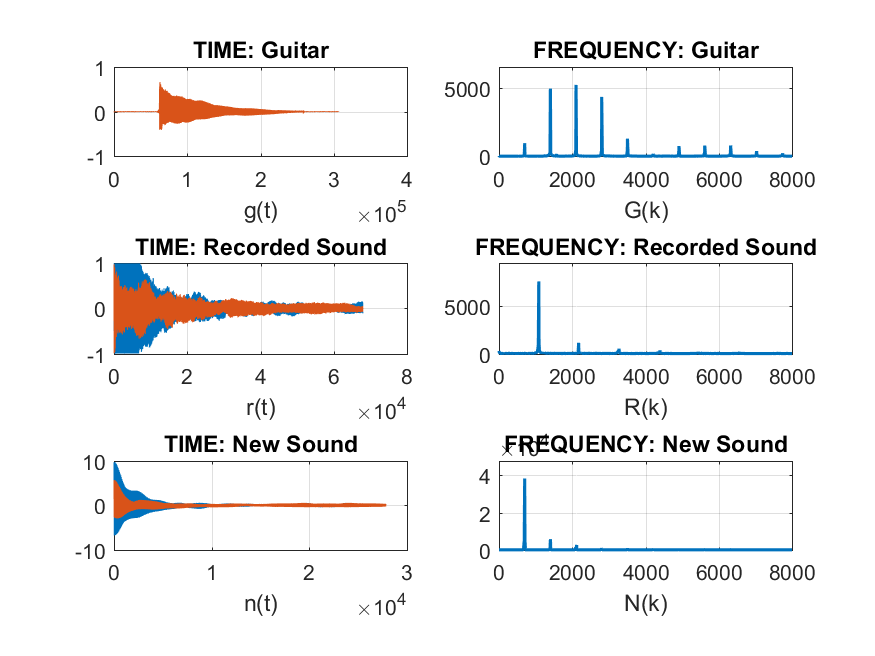 TIME: Guitar
1
0
-1
0 1 2 3 4
g(t)
×10^5
FREQUENCY: Guitar
5000
0
0 2000 4000 6000 8000
G(k)
TIME: Recorded Sound
1
0
-1
0 2 4 6 8
r(t)
×10^4
FREQUENCY: Recorded Sound
5000
0
0 2000 4000 6000 8000
R(k)
TIME: New Sound
10
0
-10
0 1 2 3
n(t)
×10^4
FREQUENCY: New Sound
×10^4
4
2
0
0 2000 4000 6000 8000
N(k)